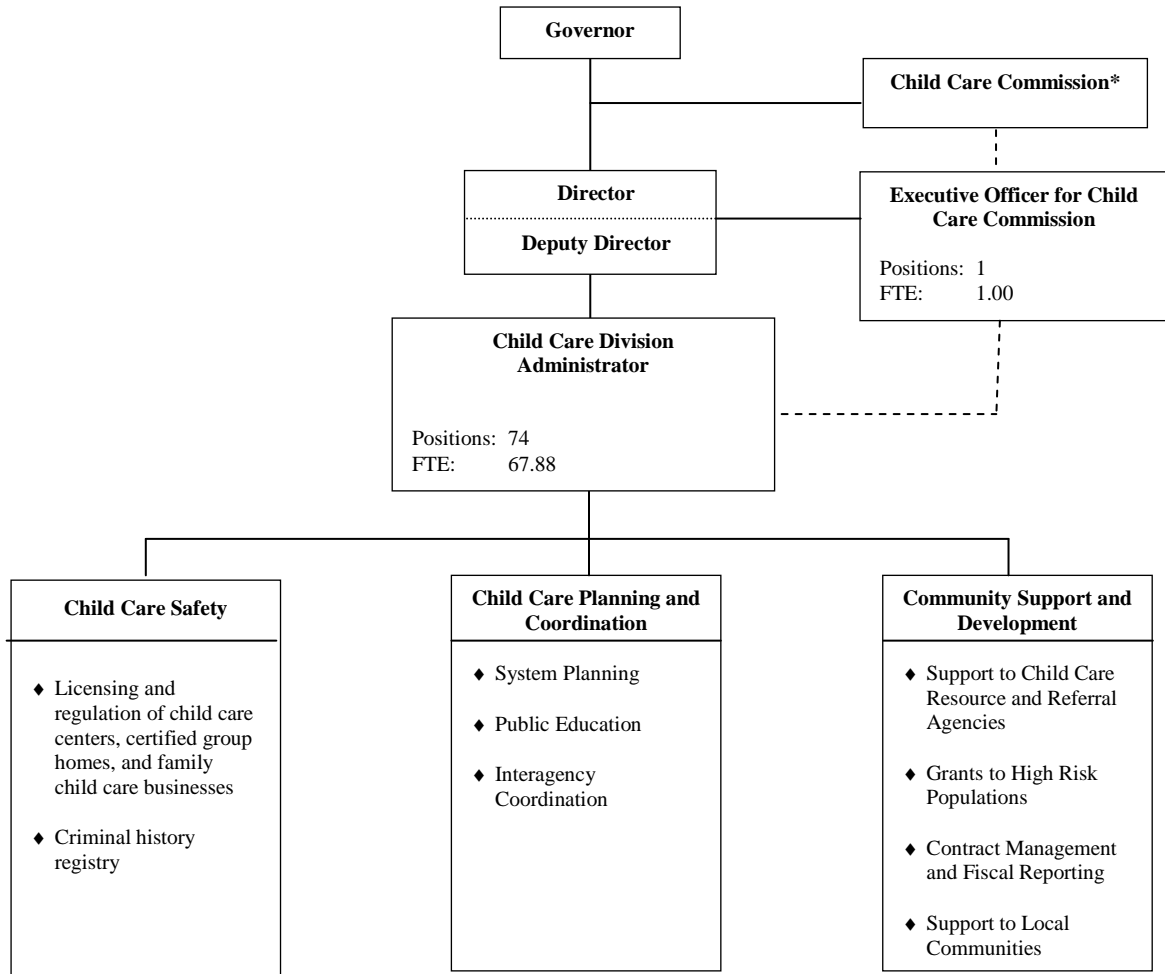 Governor
Child Care Commission*
Director
Deputy Director
Executive Officer for Child
Care Commission
Positions: 1
FTE: 1.00
Child Care Division
Administrator
Positions: 74
FTE: 67.88
Child Care Safety
♦ Licensing and
regulation of child care
centers, certified group
homes, and family
child care businesses
♦ Criminal history
registry
Child Care Planning and
Coordination
♦ System Planning
♦ Public Education
♦ Interagency
Coordination
Community Support and
Development
♦ Support to Child Care
Resource and Referral
Agencies
♦ Grants to High Risk
Populations
♦ Contract Management
and Fiscal Reporting
♦ Support to Local
Communities